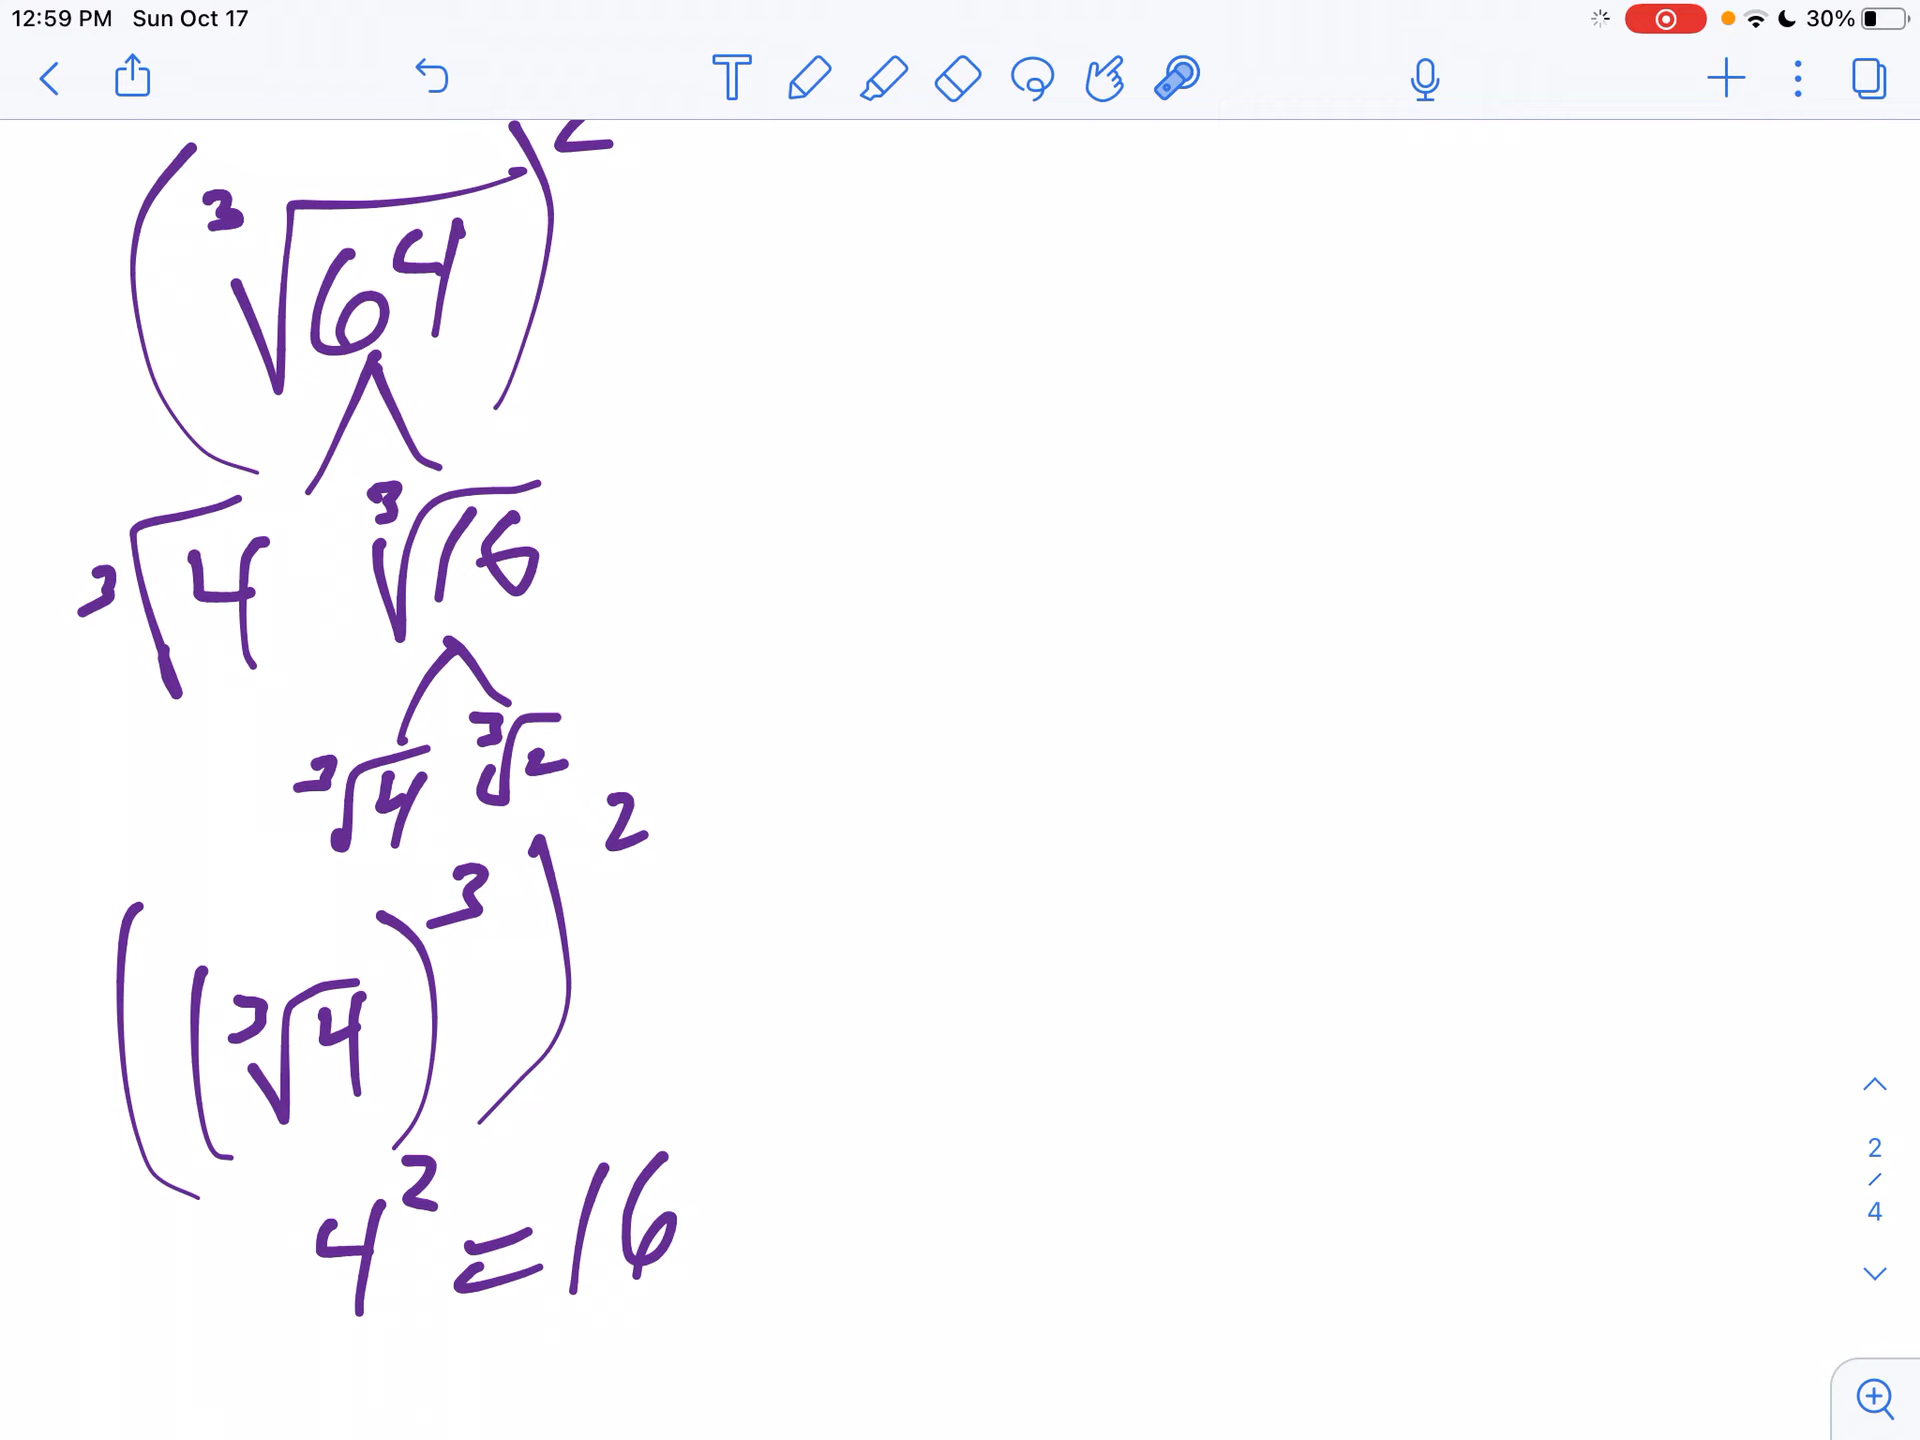 12:59 PM Sun Oct 17 30%
T
(∛64)²
∛4 ∛16
∛4 ∛2
((∛4)³)²
4² = 16
2
/
4